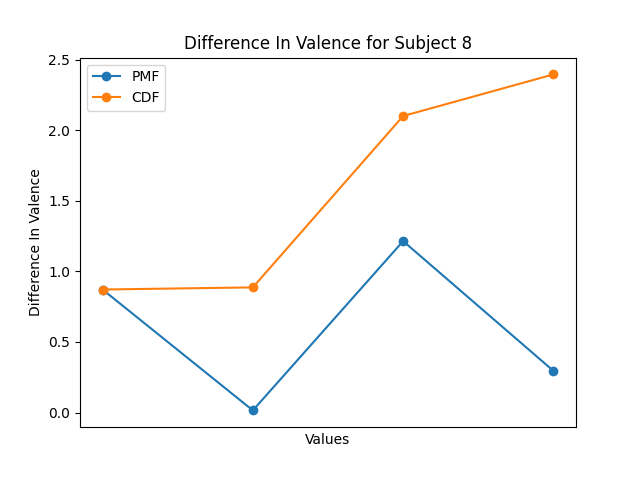 Difference In Valence for Subject 8
PMF
CDF
2.5
2.0
1.5
1.0
0.5
0.0
Difference In Valence
Values